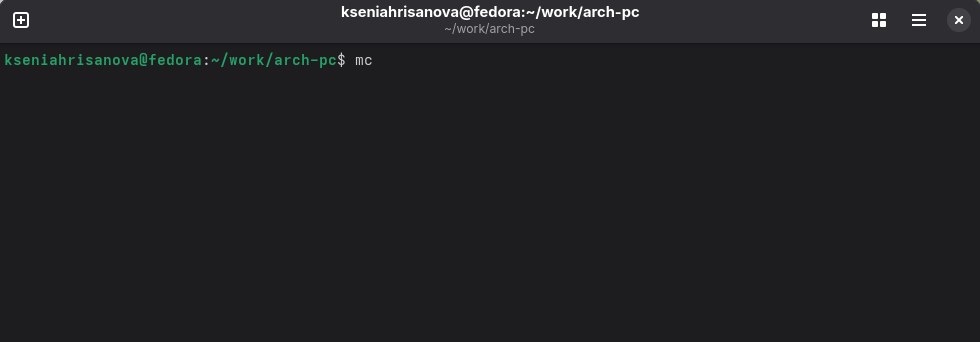 kseniahrisanova@fedora:~/work/arch-pc
~/work/arch-pc
kseniahrisanova@fedora:~/work/arch-pc$ mc